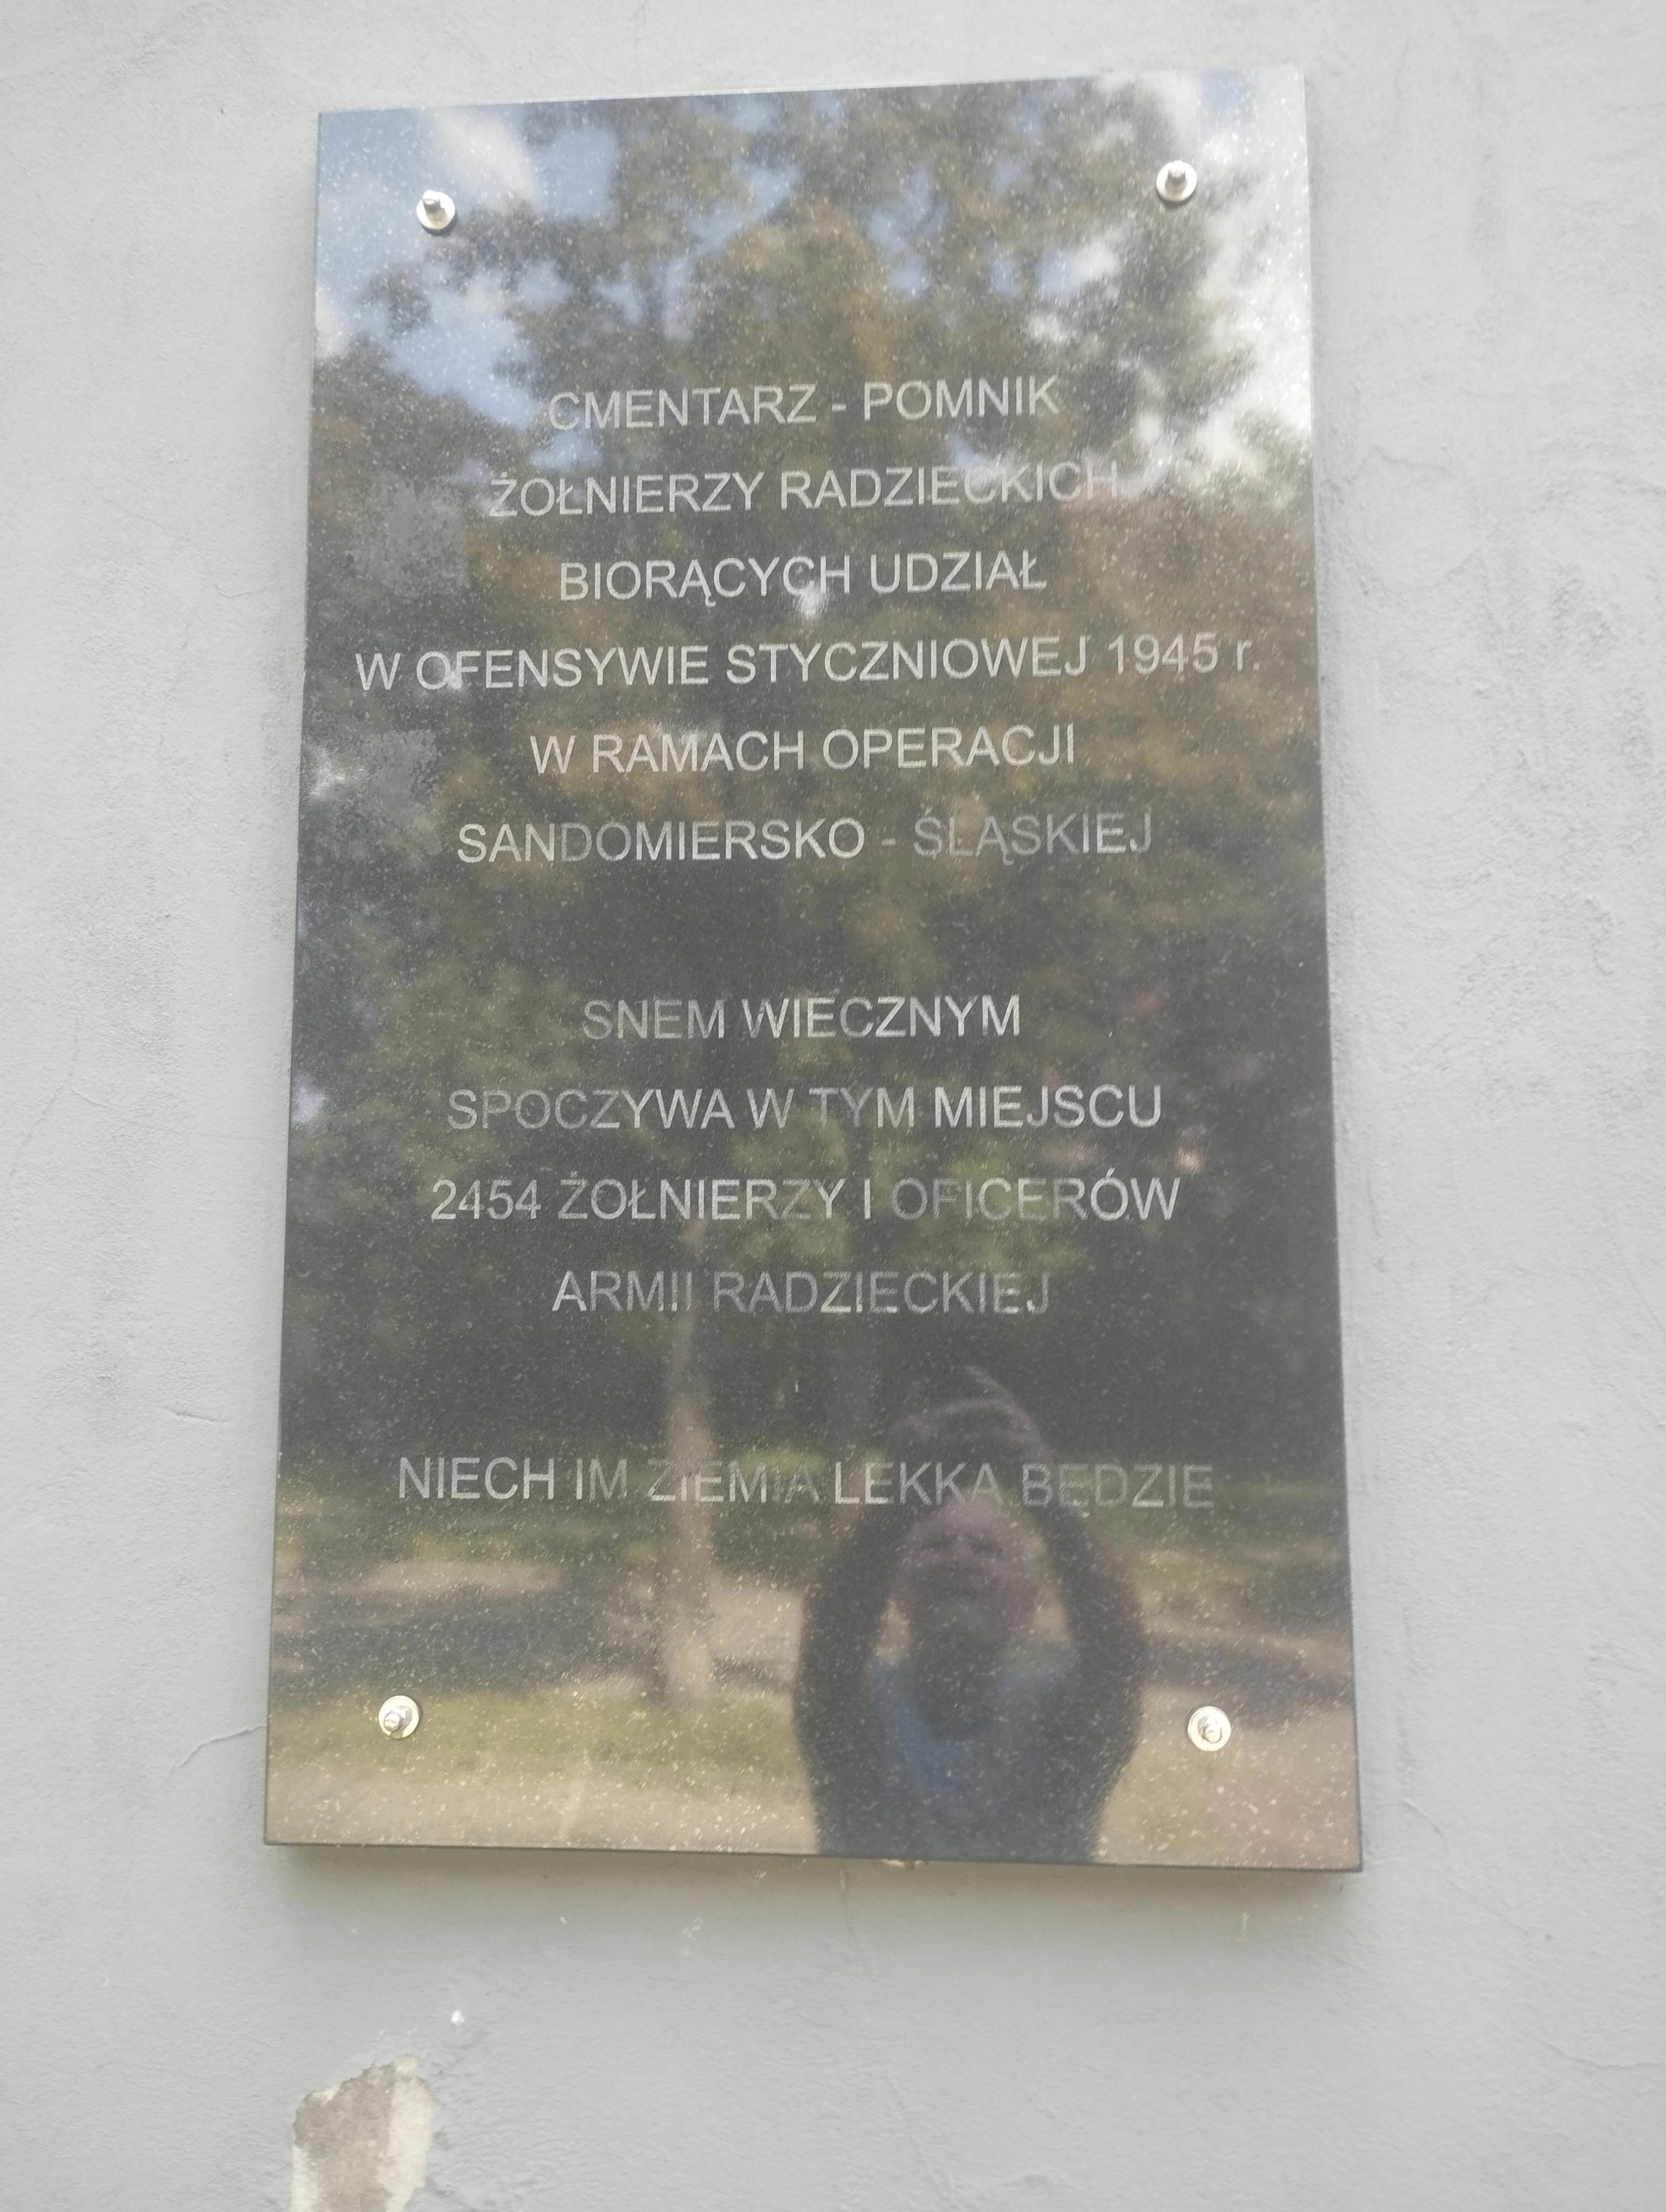 CMENTARZ - POMNIK
ŻOŁNIERZY RADZIECKICH
BIORĄCYCH UDZIAŁ
W OFENSYWIE STYCZNIOWEJ 1945 r.
W RAMACH OPERACJI
SANDOMIERSKO - ŚLĄSKIEJ
SNEM WIECZNYM
SPOCZYWA W TYM MIEJSCU
2454 ŻOŁNIERZY I OFICERÓW
ARMII RADZIECKIEJ
NIECH IM ZIEMIA LEKKA BĘDZIE